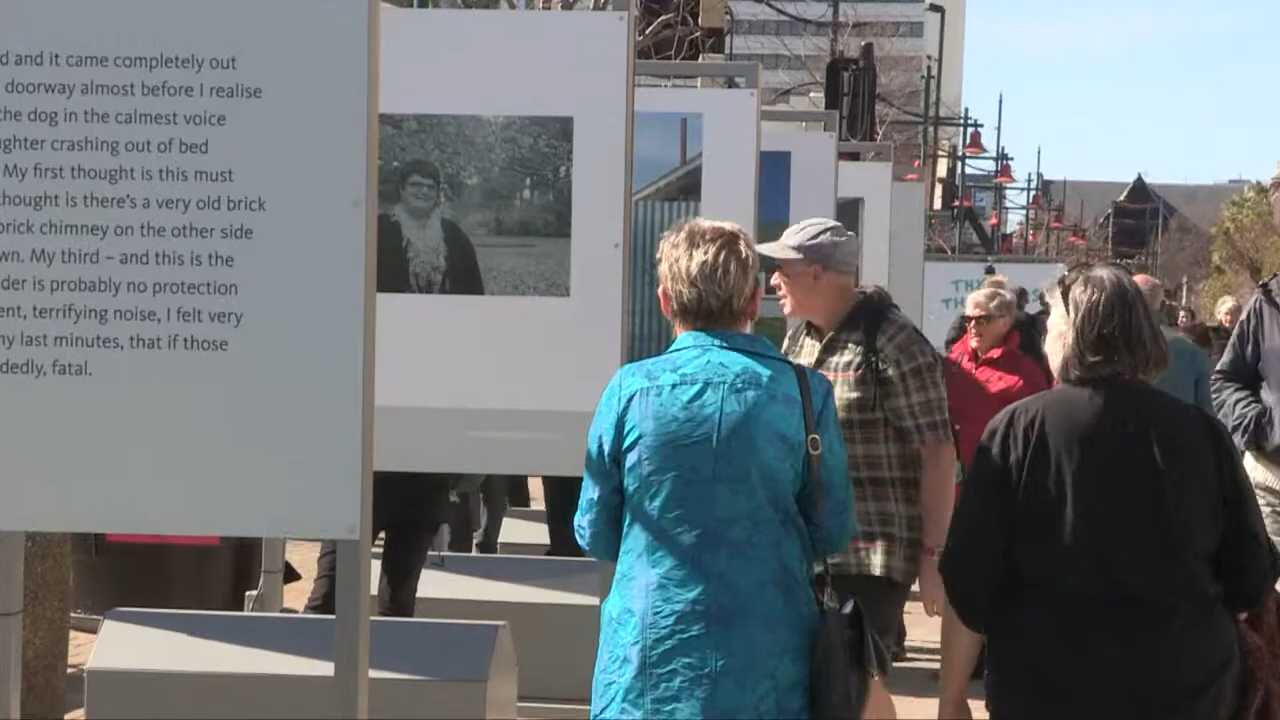 d and it came completely out
doorway almost before I realise
the dog in the calmest voice
ghter crashing out of bed
My first thought is this must
thought is there's a very old brick
brick chimney on the other side
wn. My third – and this is the
der is probably no protection
ent, terrifying noise, I felt very
ny last minutes, that if those
dedly, fatal.